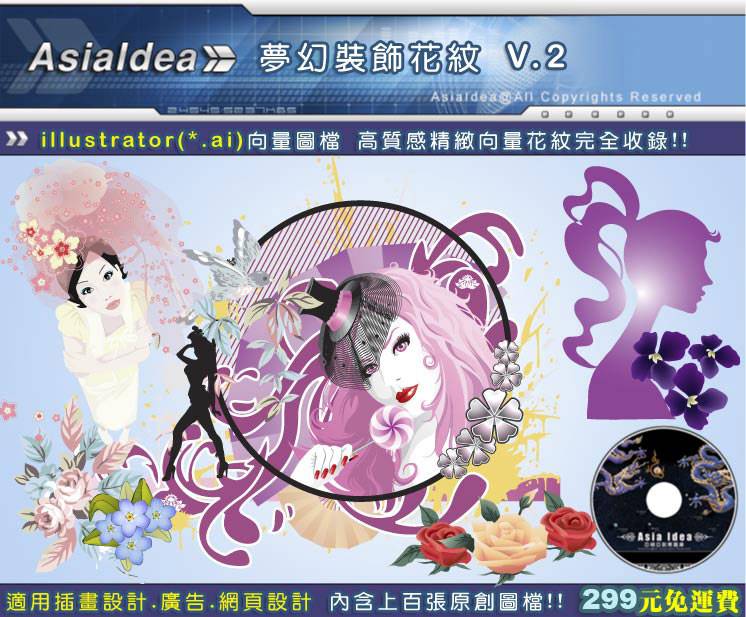 AsiaIdea 夢幻裝飾花紋 V.2
AsiaIdea@All Copyrights Reserved
illustrator(*.ai)向量圖檔 高質感精緻向量花紋完全收錄!!
Asia Idea
適用插畫設計.廣告.網頁設計 內含上百張原創圖檔!! 299元免運費